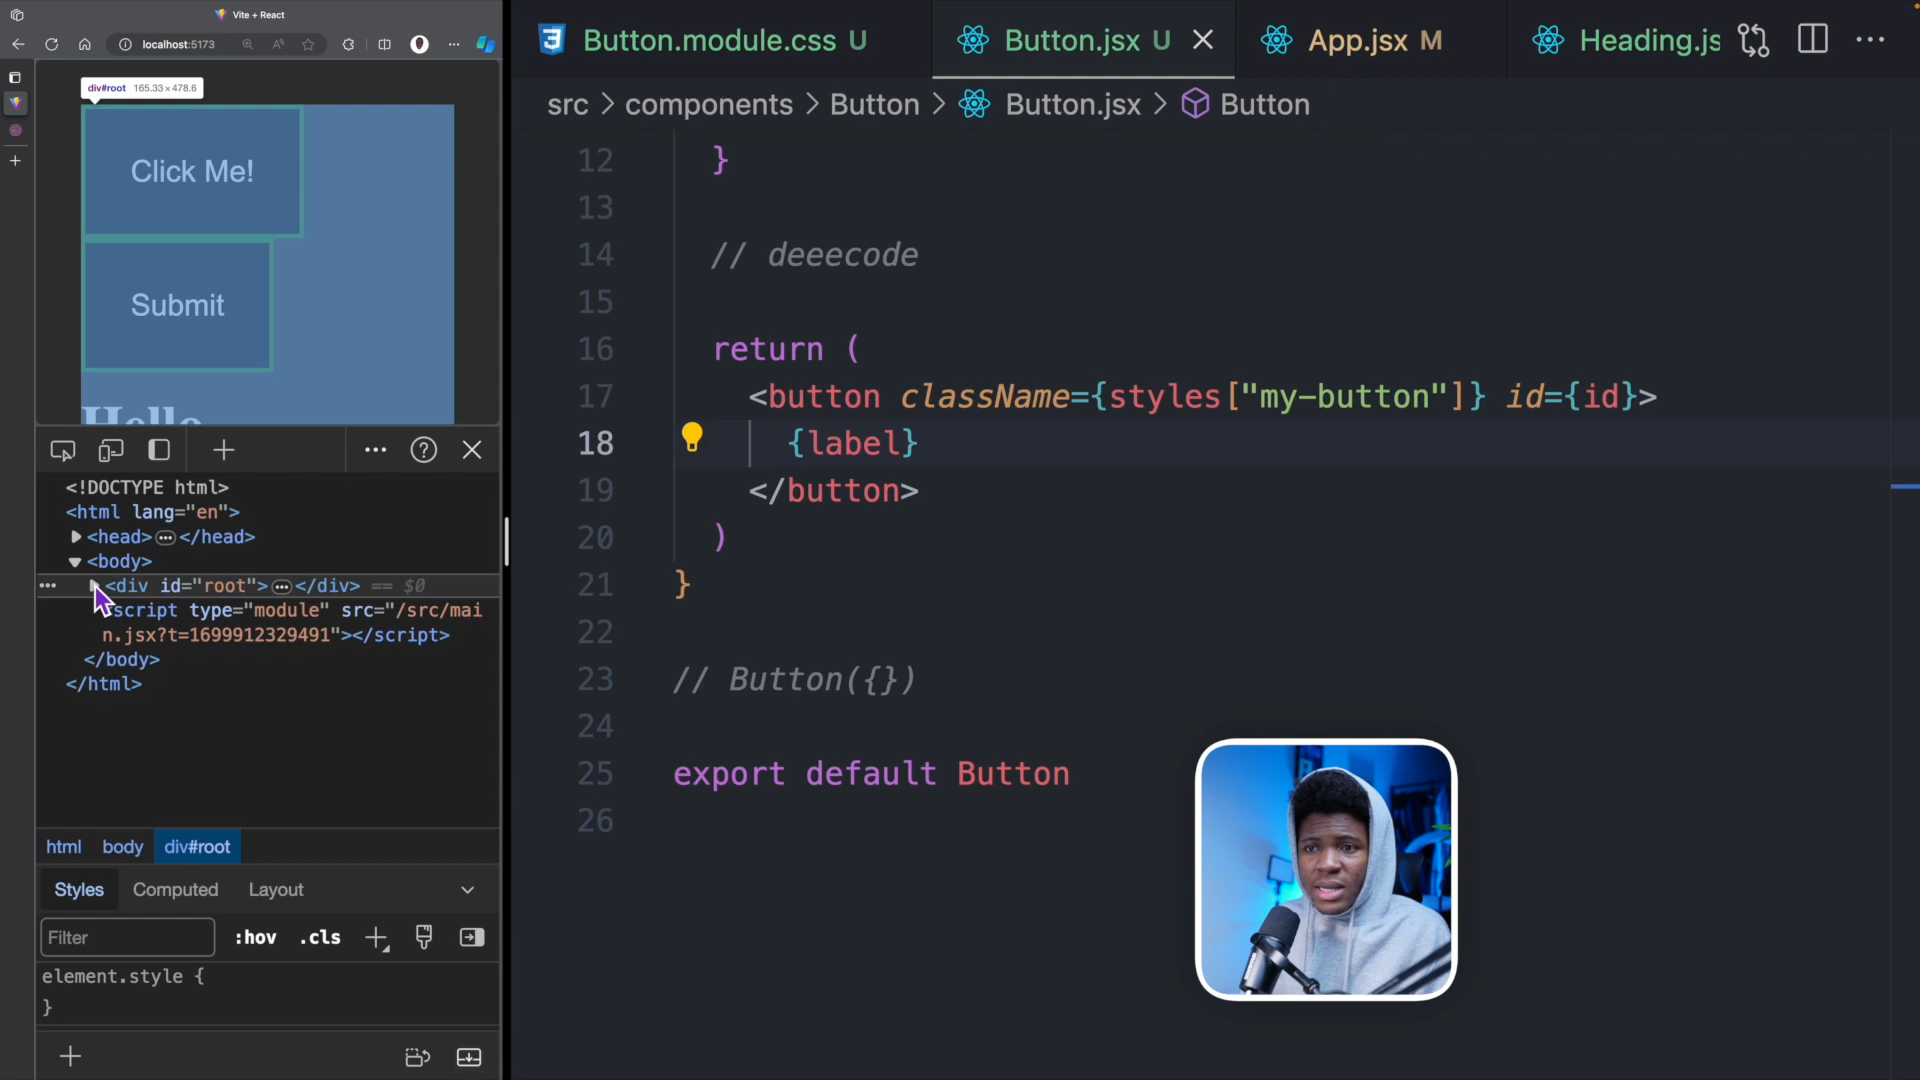 Vite + React
localhost:5173
div#root 165.33×478.6
Click Me!
Submit
Hello
<!DOCTYPE html>
<html lang="en">
<head>…</head>
<body>
<div id="root">…</div> == $0
script type="module" src="/src/mai
n.jsx?t=1699912329491"></script>
</body>
</html>
html body div#root
Styles Computed Layout
Filter :hov .cls
element.style {
}
Button.module.css U
Button.jsx U
App.jsx M
Heading.js
src > components > Button > Button.jsx > Button
12 }
13
14 // deeecode
15
16 return (
17 <button className={styles["my-button"]} id={id}>
18 {label}
19 </button>
20 )
21 }
22
23 // Button({})
24
25 export default Button
26